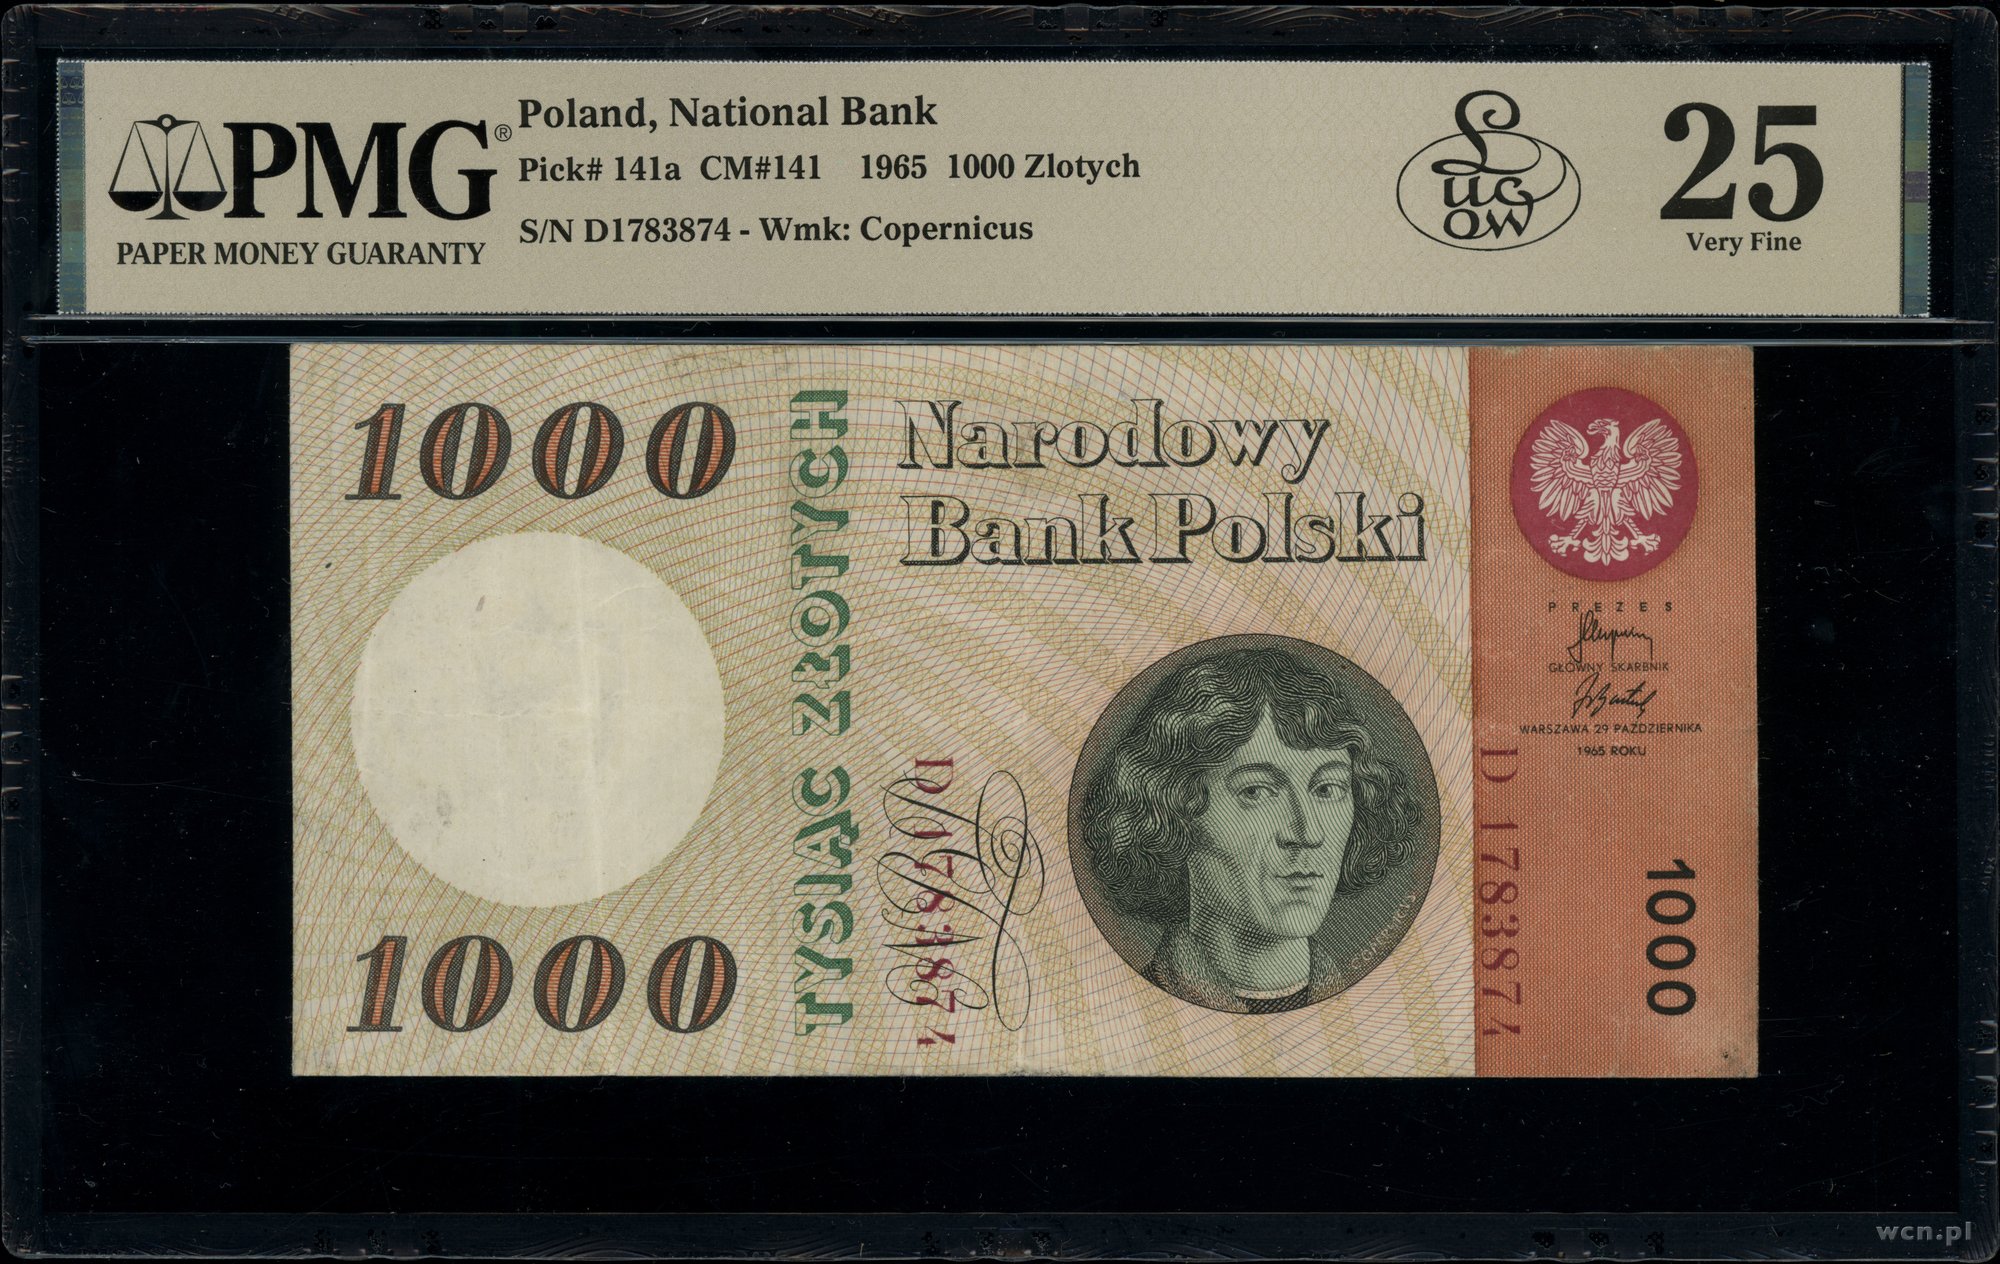 PMG®
PAPER MONEY GUARANTY
Poland, National Bank
Pick# 141a CM#141 1965 1000 Zlotych
S/N D1783874 - Wmk: Copernicus
Lucow
25
Very Fine
1000
TYSIĄC ZŁOTYCH
Narodowy
Bank Polski
PREZES
GŁÓWNY SKARBNIK
WARSZAWA 29 PAŹDZIERNIKA
1965 ROKU
D 1783874
D 1783874
1000
1000
wcn.pl